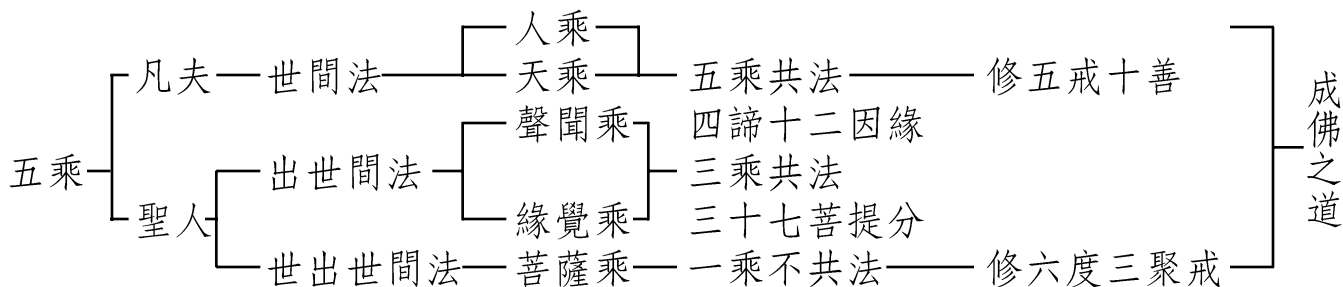 人乘
凡夫 世間法 天乘 五乘共法 修五戒十善
聲聞乘 四諦十二因緣
五乘 出世間法 三乘共法
聖人 緣覺乘 三十七菩提分
世出世間法 菩薩乘 一乘不共法 修六度三聚戒
成佛之道